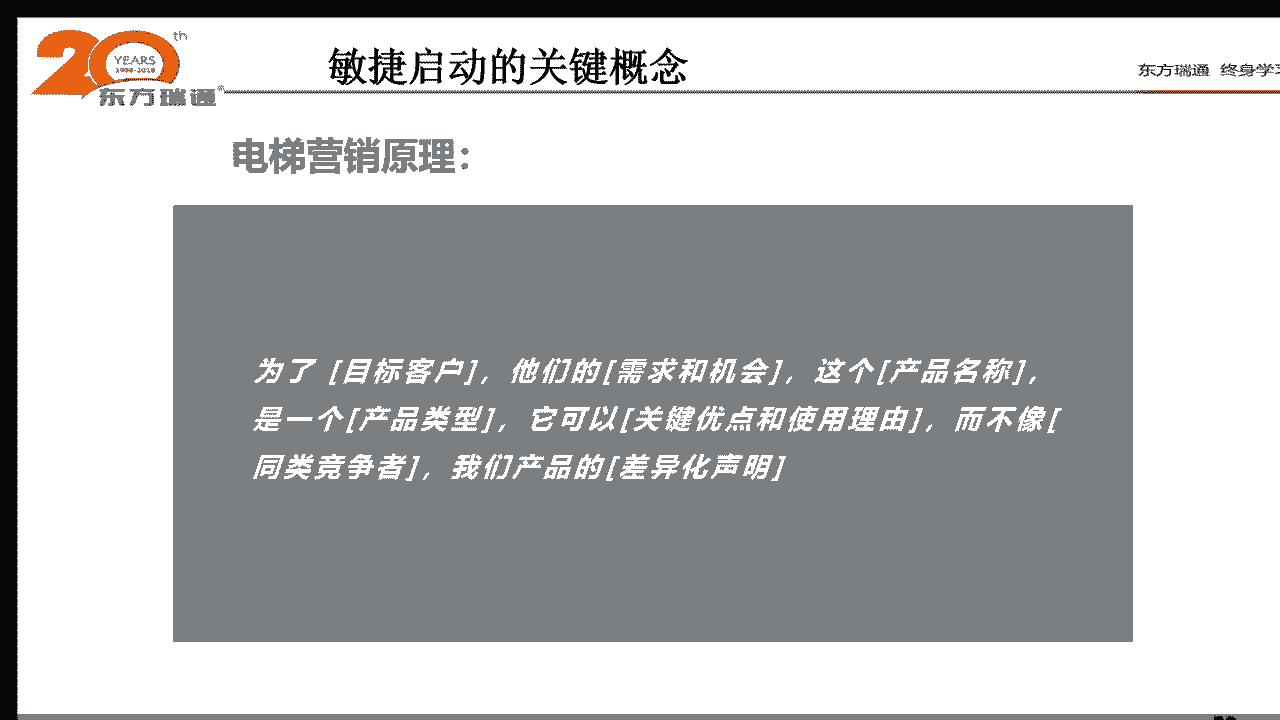 20th
YEARS
1998-2018
东方瑞通®
敏捷启动的关键概念
东方瑞通 终身学习
电梯营销原理：
为了 [目标客户]，他们的[需求和机会]，这个[产品名称]，
是一个[产品类型]，它可以[关键优点和使用理由]，而不像[
同类竞争者]，我们产品的[差异化声明]